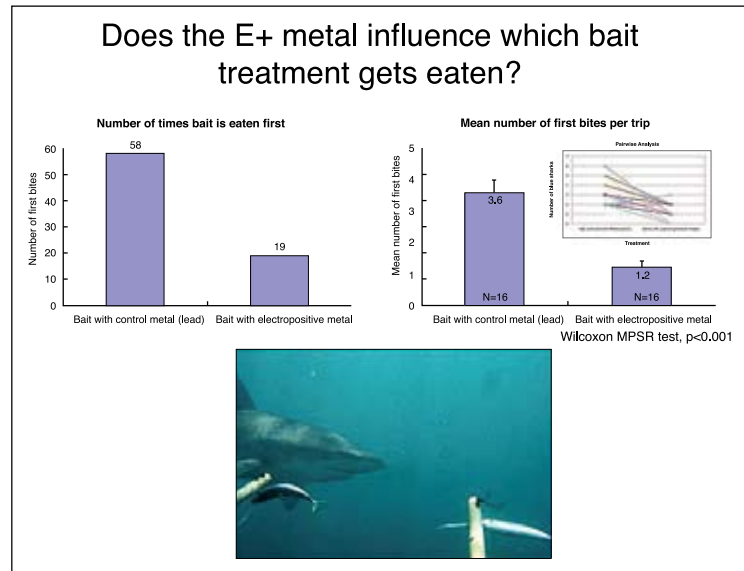 Does the E+ metal influence which bait
treatment gets eaten?
Number of times bait is eaten first
Number of first bites
60
50
40
30
20
10
0
58
19
Bait with control metal (lead)
Bait with electropositive metal
Mean number of first bites per trip
Mean number of first bites
5
4
3
2
1
0
3.6
N=16
1.2
N=16
Bait with control metal (lead)
Bait with electropositive metal
Pairwise Analysis
Number of blue sharks
Treatment
Wilcoxon MPSR test, p<0.001